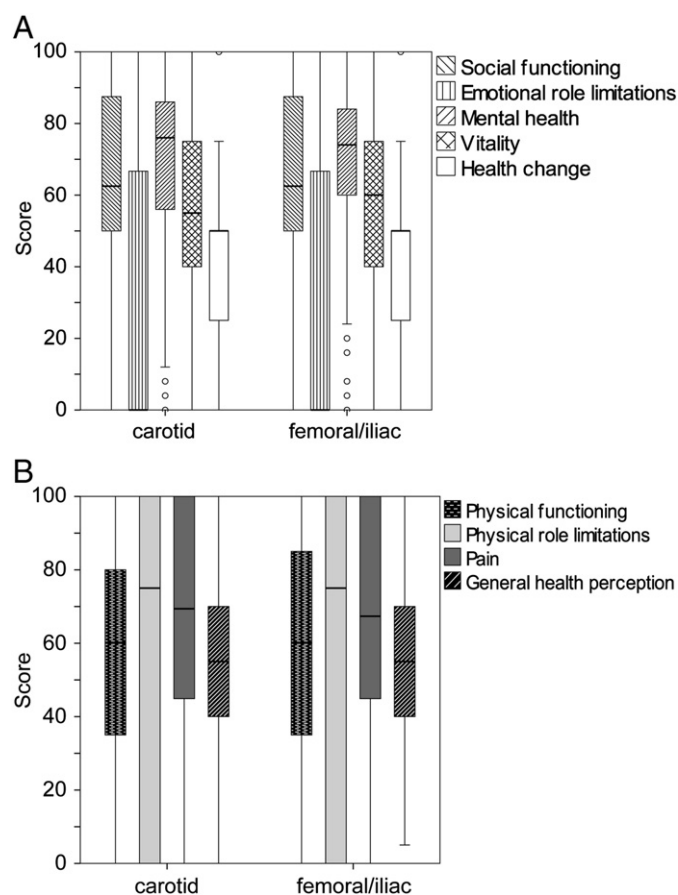 A
100
80
60
40
20
0
Score
carotid
femoral/iliac
Social functioning
Emotional role limitations
Mental health
Vitality
Health change
B
100
80
60
40
20
0
Score
carotid
femoral/iliac
Physical functioning
Physical role limitations
Pain
General health perception